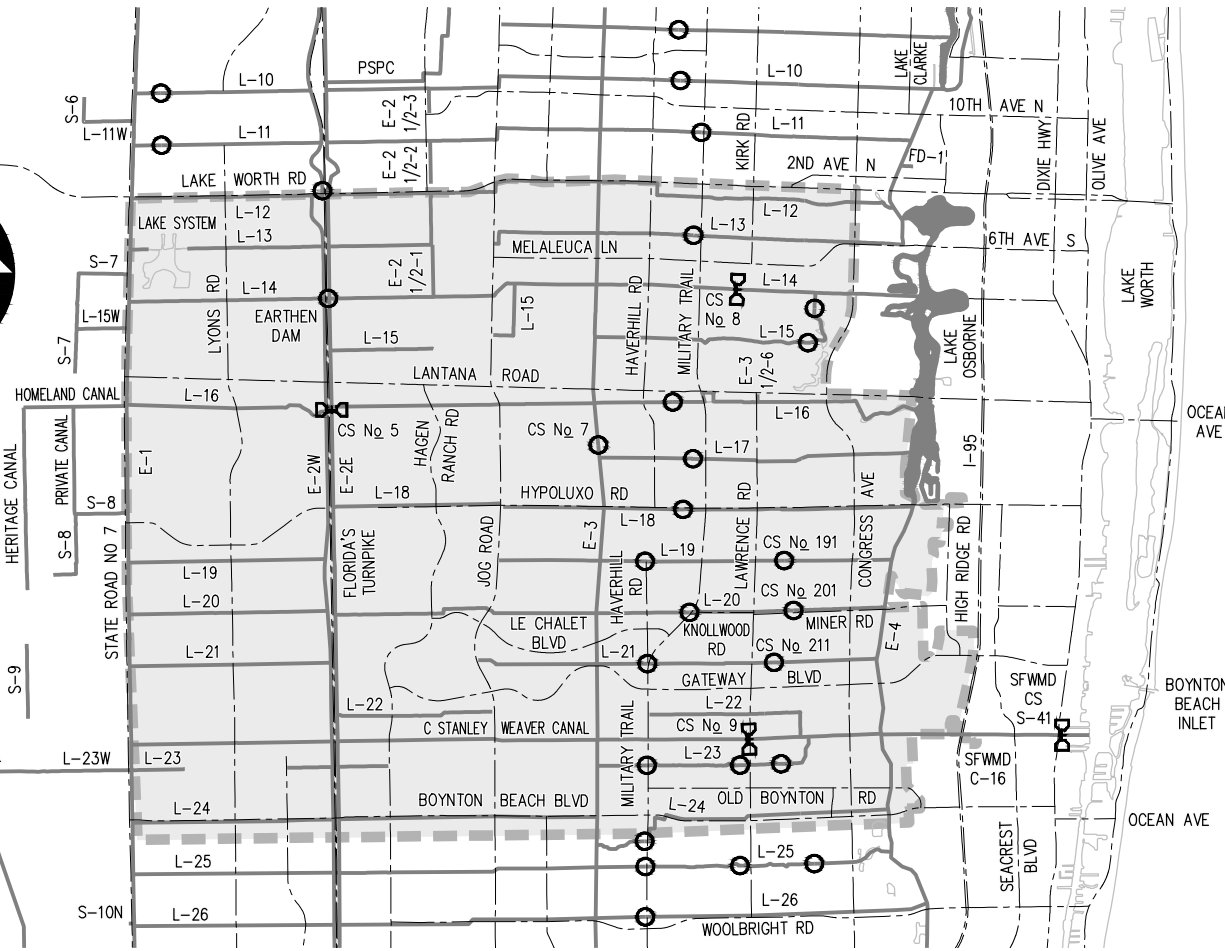 LAKE
CLARKE
PSPC
L-10
L-10
S-6
E-2
1/2-3
10TH AVE N
L-11W
L-11
L-11
KIRK RD
DIXIE HWY
OLIVE AVE
E-2
1/2-2
2ND AVE N
FD-1
LAKE WORTH RD
LAKE SYSTEM
L-12
L-12
L-13
L-13
MELALEUCA LN
6TH AVE S
S-7
E-2
1/2-1
LYONS RD
L-14
L-14
HAVERHILL RD
MILITARY TRAIL
CS
No 8
LAKE
WORTH
L-15W
EARTHEN
DAM
L-15
L-15
L-15
S-7
E-3
1/2-6
LAKE
OSBORNE
LANTANA ROAD
HOMELAND CANAL
L-16
L-16
OCEAN
AVE
CS No 5
HAGEN
RANCH RD
CS No 7
L-17
I-95
HERITAGE CANAL
PRIVATE CANAL
E-1
E-2W
E-2E
L-18
HYPOLUXO RD
L-18
S-8
S-8
STATE ROAD NO 7
FLORIDA'S
TURNPIKE
JOG ROAD
E-3
HAVERHILL
RD
LAWRENCE RD
CONGRESS AVE
HIGH RIDGE RD
L-19
L-19
CS No 191
L-20
L-20
CS No 201
LE CHALET
BLVD
KNOLLWOOD
RD
MINER RD
E-4
L-21
L-21
CS No 211
S-9
GATEWAY BLVD
SFWMD
CS
S-41
BOYNTON
BEACH
INLET
L-22
L-22
C STANLEY WEAVER CANAL
CS No 9
MILITARY TRAIL
L-23W
L-23
L-23
SFWMD
C-16
L-24
BOYNTON BEACH BLVD
L-24
OLD BOYNTON RD
OCEAN AVE
SEACREST
BLVD
L-25
L-25
S-10N
L-26
L-26
WOOLBRIGHT RD